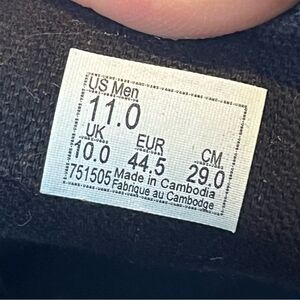 US Men
11.0
UK EUR CM
10.0 44.5 29.0
751505 Made in Cambodia
Fabrique au Cambodge